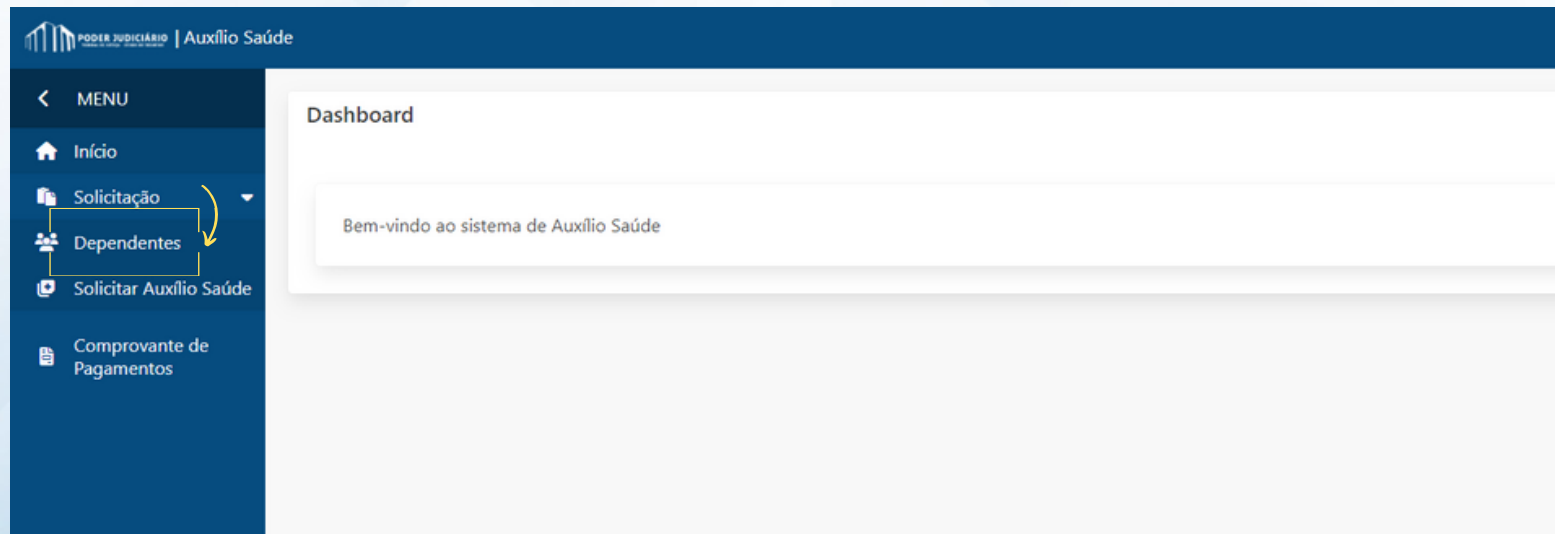 PODER JUDICIÁRIO | Auxílio Saúde
MENU
Dashboard
Início
Solicitação
Bem-vindo ao sistema de Auxílio Saúde
Dependentes
Solicitar Auxílio Saúde
Comprovante de
Pagamentos